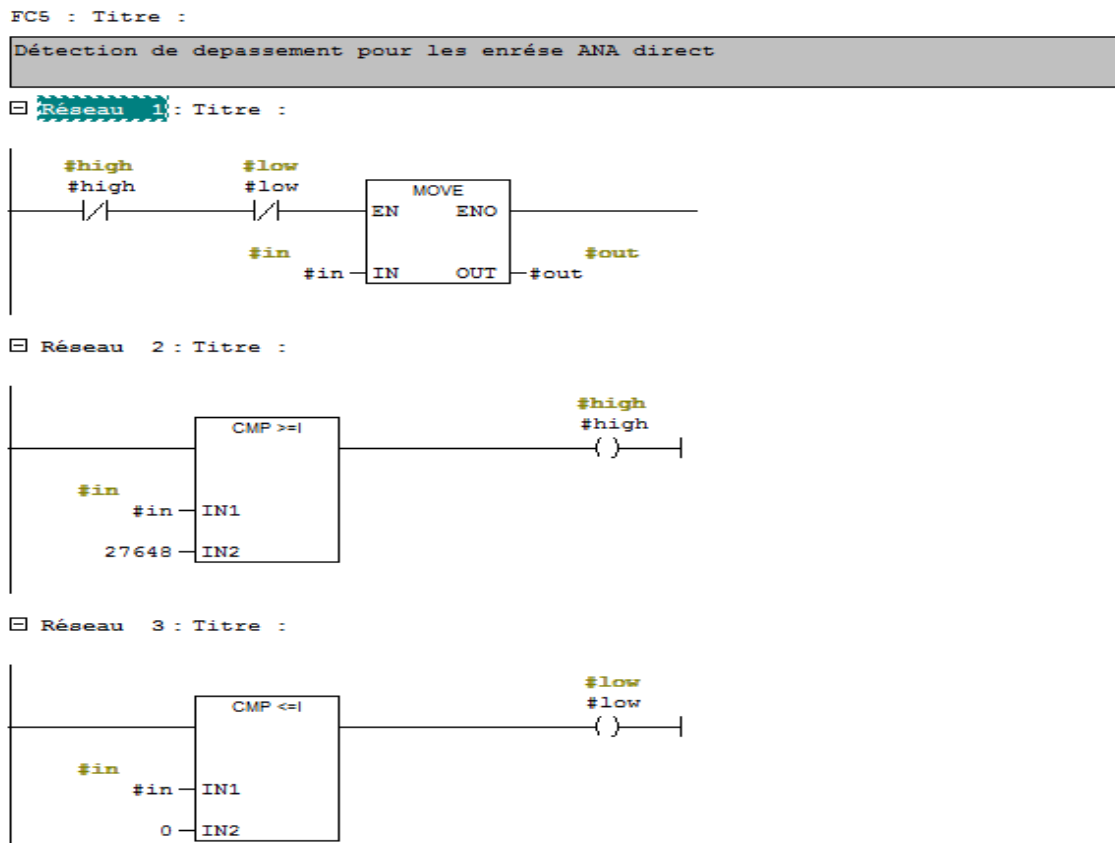 FC5 : Titre :
Détection de depassement pour les enrése ANA direct
Réseau 1 : Titre :
#high #low
#high #low MOVE
EN ENO
#in #out
#in IN OUT #out
Réseau 2 : Titre :
#high
CMP >=I #high
#in
#in IN1
27648 IN2
Réseau 3 : Titre :
#low
CMP <=I #low
#in
#in IN1
0 IN2